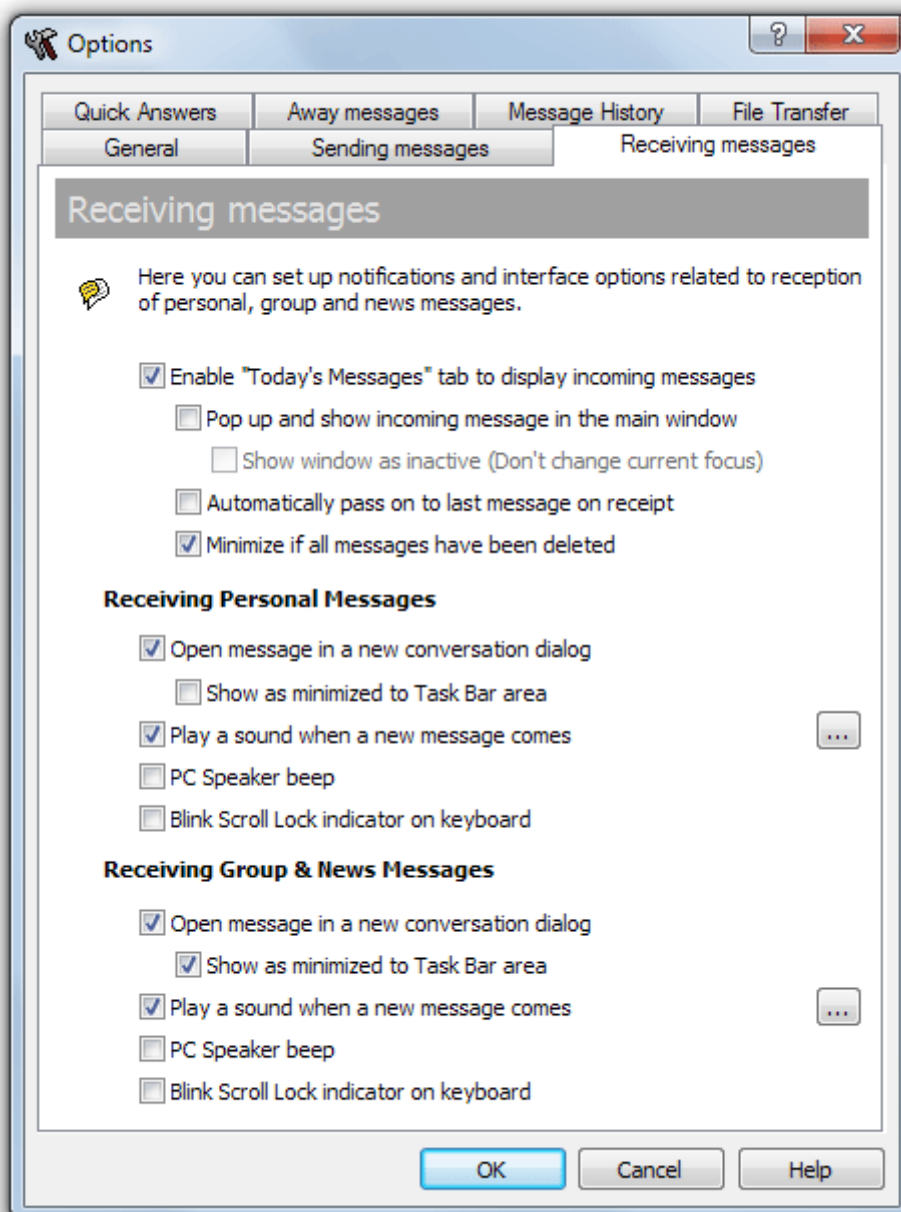 Options
Quick Answers Away messages Message History File Transfer
General Sending messages Receiving messages
Receiving messages
Here you can set up notifications and interface options related to reception
of personal, group and news messages.
Enable "Today's Messages" tab to display incoming messages
Pop up and show incoming message in the main window
Show window as inactive (Don't change current focus)
Automatically pass on to last message on receipt
Minimize if all messages have been deleted
Receiving Personal Messages
Open message in a new conversation dialog
Show as minimized to Task Bar area
Play a sound when a new message comes ...
PC Speaker beep
Blink Scroll Lock indicator on keyboard
Receiving Group & News Messages
Open message in a new conversation dialog
Show as minimized to Task Bar area
Play a sound when a new message comes ...
PC Speaker beep
Blink Scroll Lock indicator on keyboard
OK Cancel Help